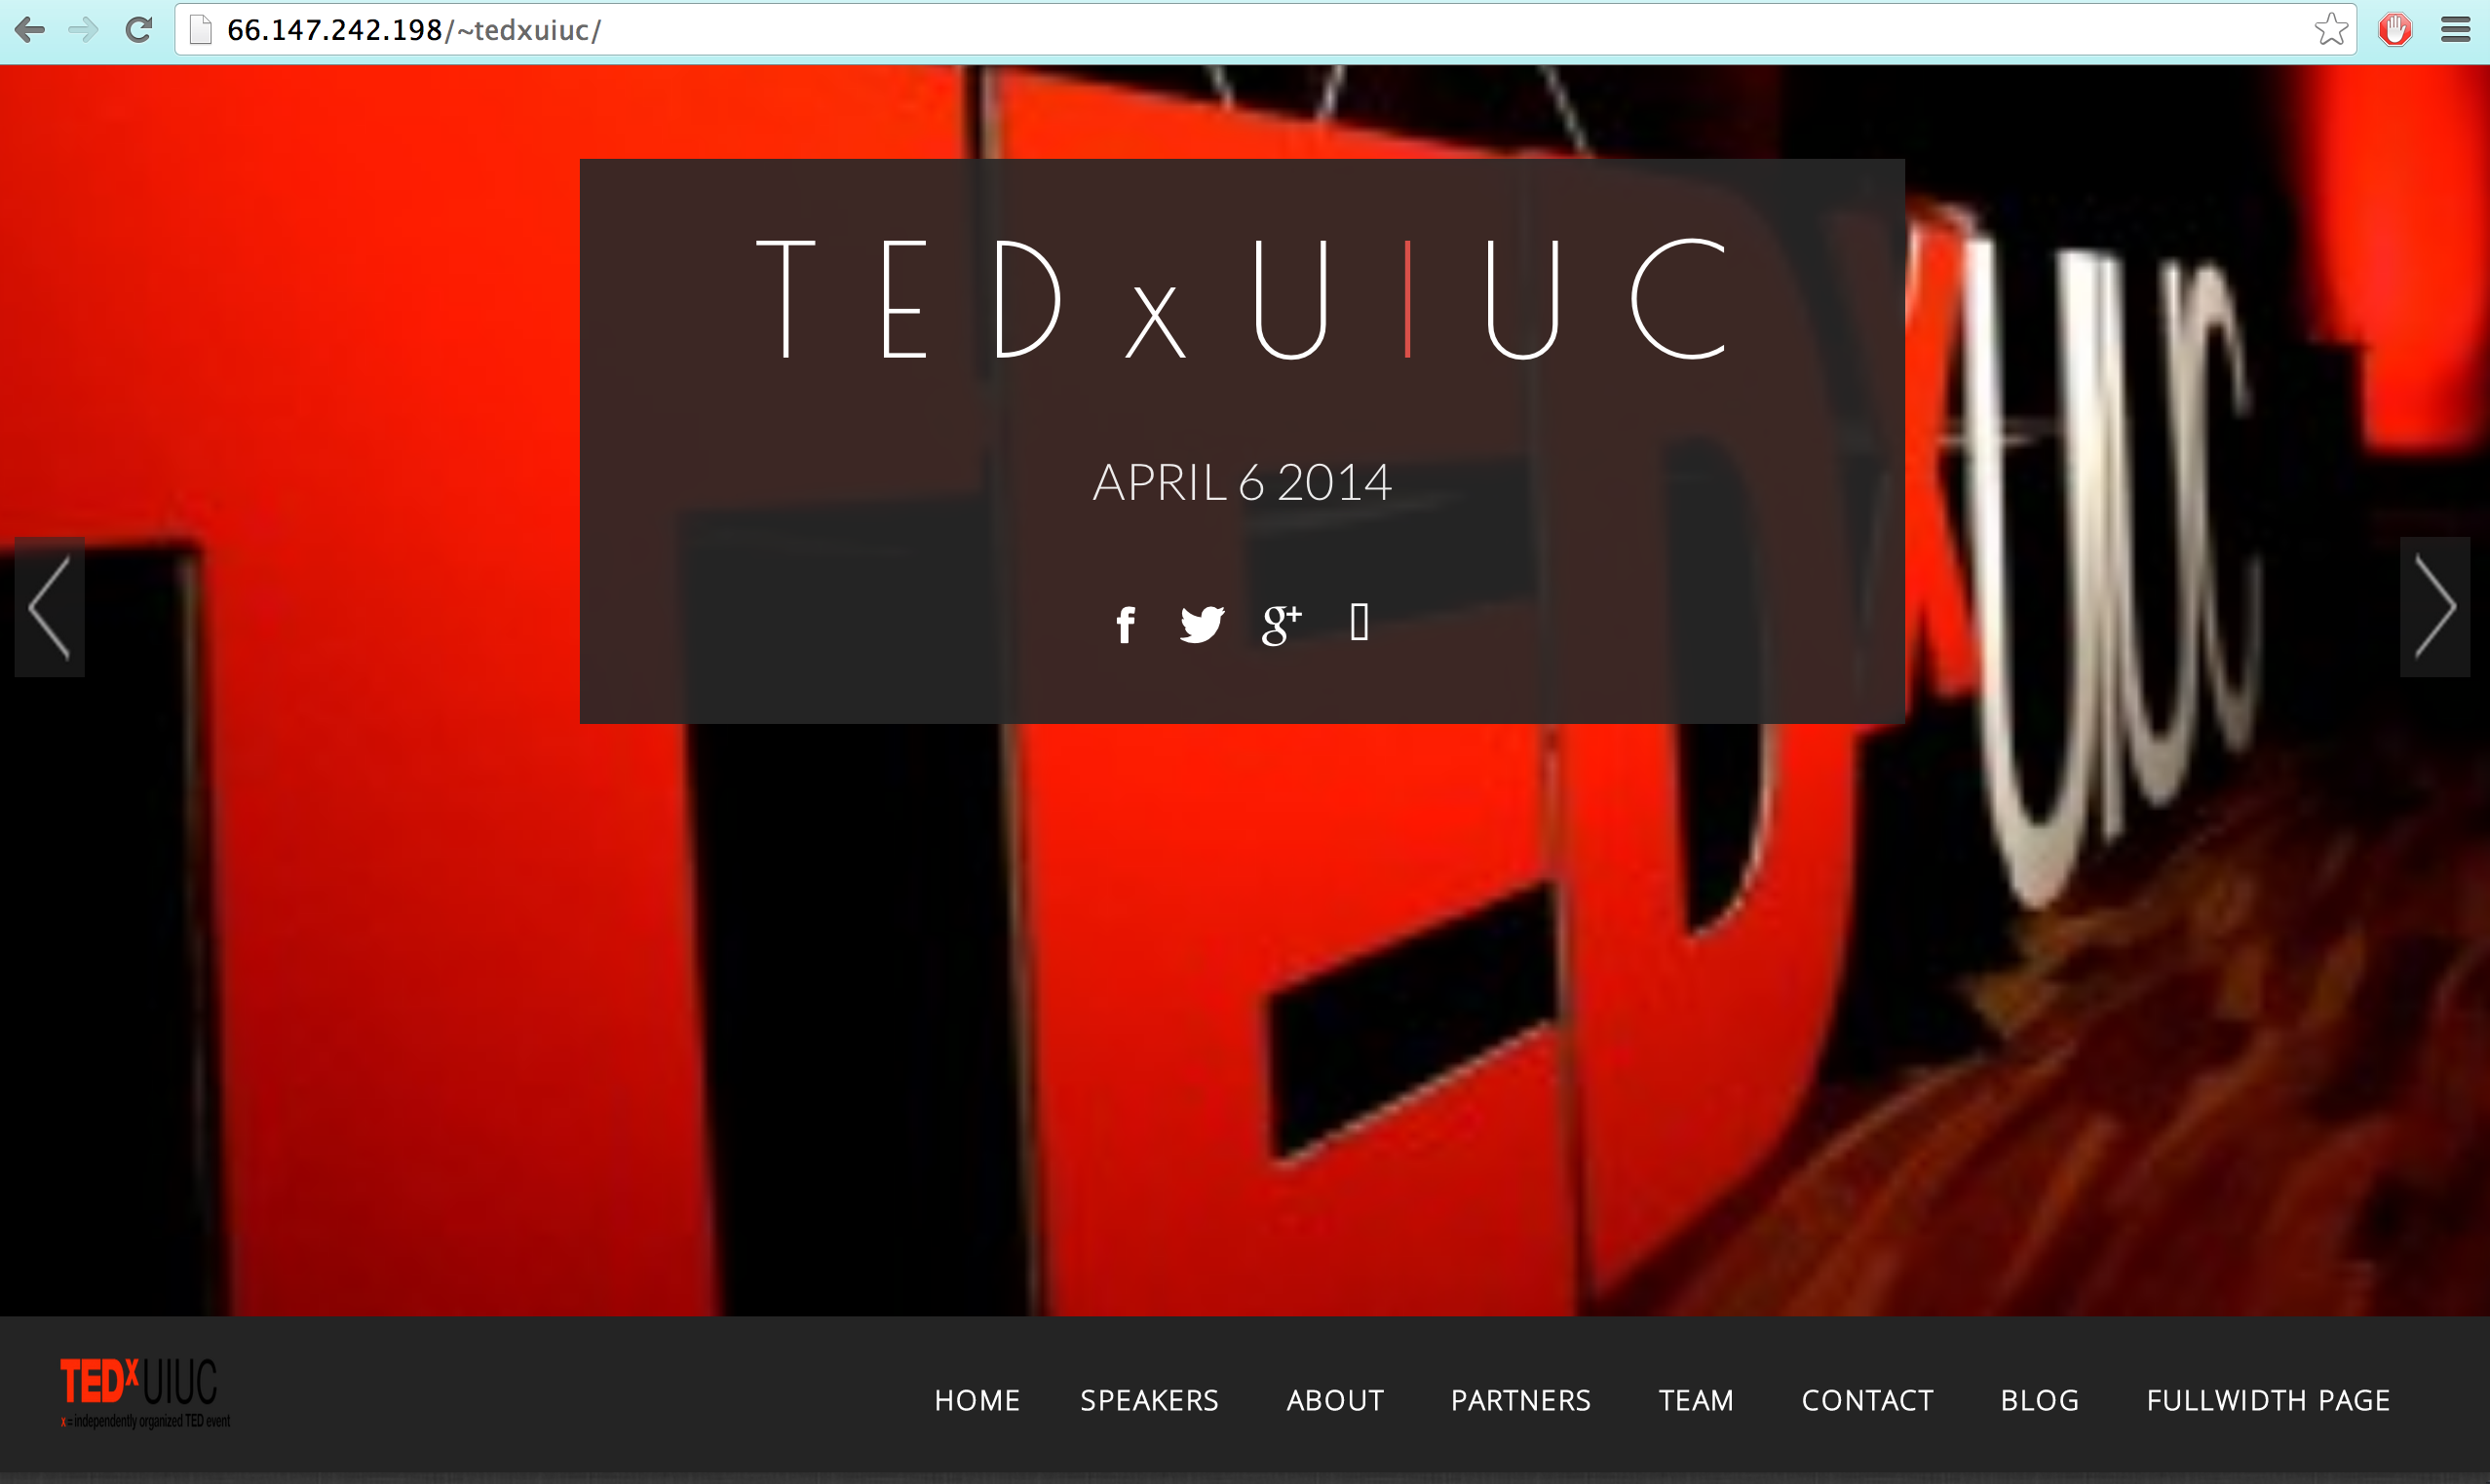 66.147.242.198/~tedxuiuc/
TEDxUIUC
APRIL 6 2014
f g+
TEDxUIUC
TEDxUIUC
x = independently organized TED event
HOME SPEAKERS ABOUT PARTNERS TEAM CONTACT BLOG FULLWIDTH PAGE